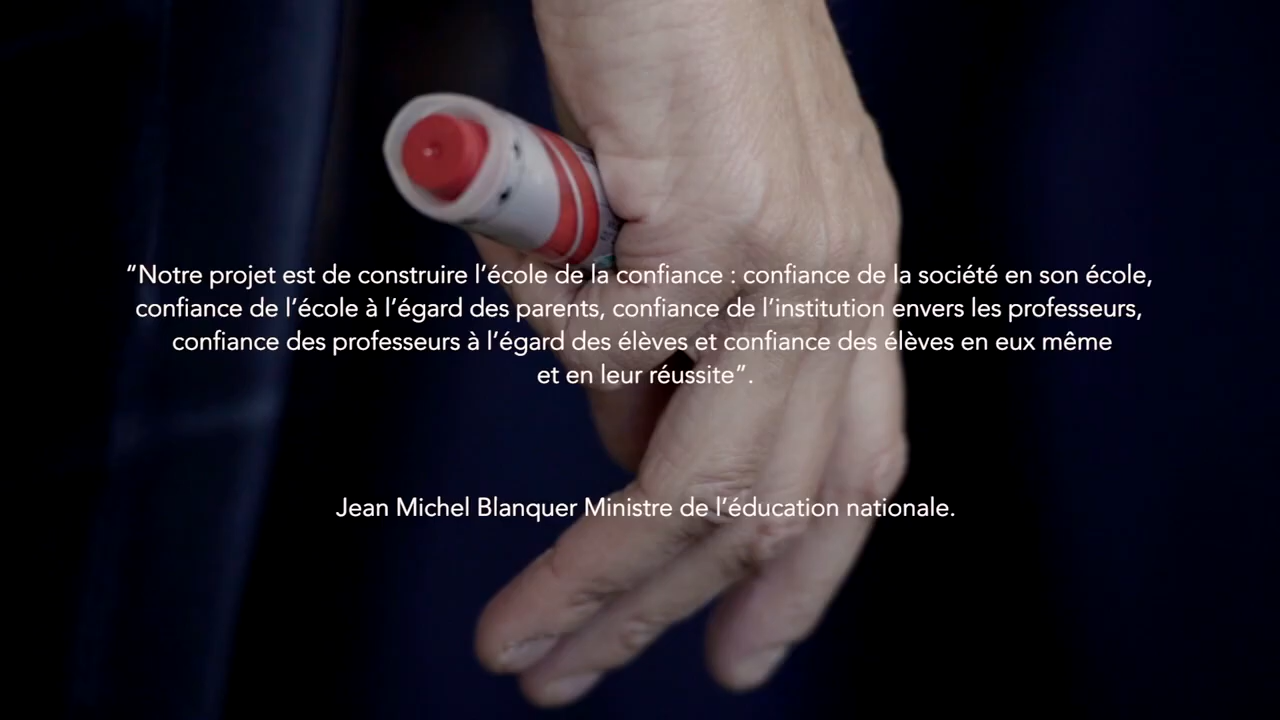 “Notre projet est de construire l’école de la confiance : confiance de la société en son école,
confiance de l’école à l’égard des parents, confiance de l’institution envers les professeurs,
confiance des professeurs à l’égard des élèves et confiance des élèves en eux même
et en leur réussite”.
Jean Michel Blanquer Ministre de l’éducation nationale.